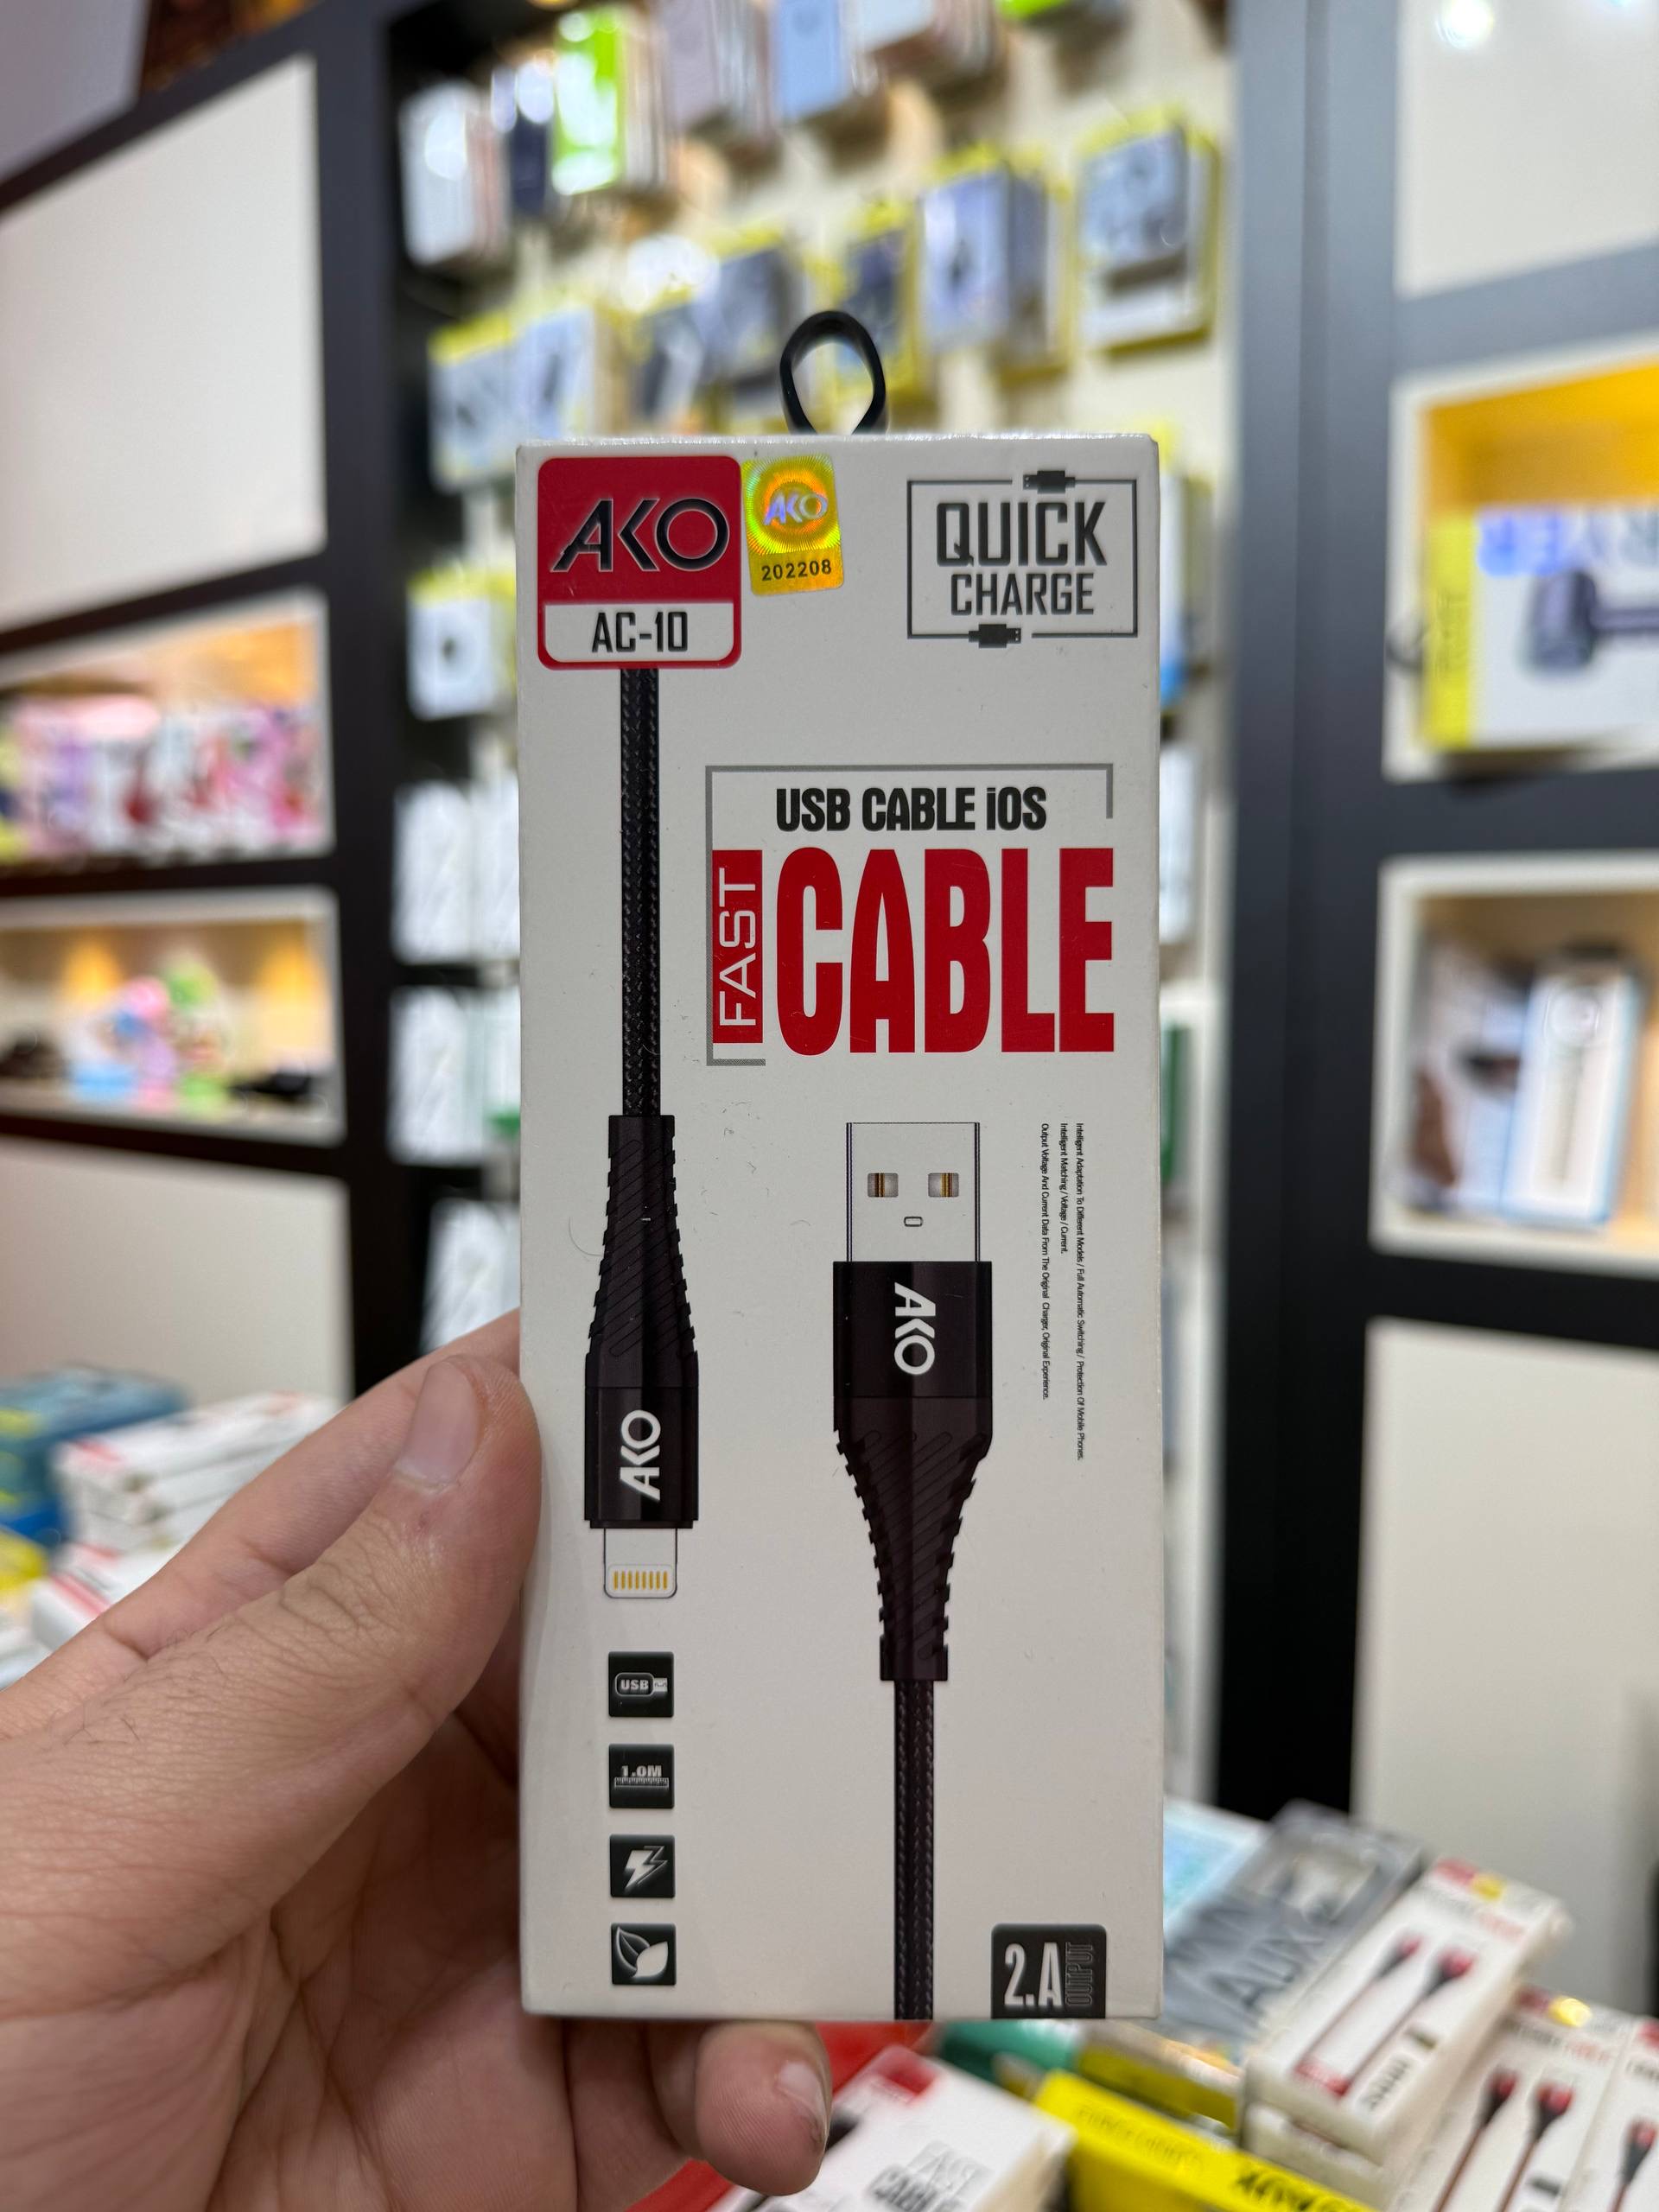 AKO
AC-10
AKO
202208
QUICK
CHARGE
USB CABLE iOS
FAST
CABLE
Intelligent Adaptation To Different Models / Full Automatic Switching / Protection Of Mobile Phones.
Intelligent Matching / Voltage / Current.
Output Voltage And Current Data From The Original Charger, Original Experience.
AKO
AKO
USB
1.0M
2.A
OUTPUT
AUX